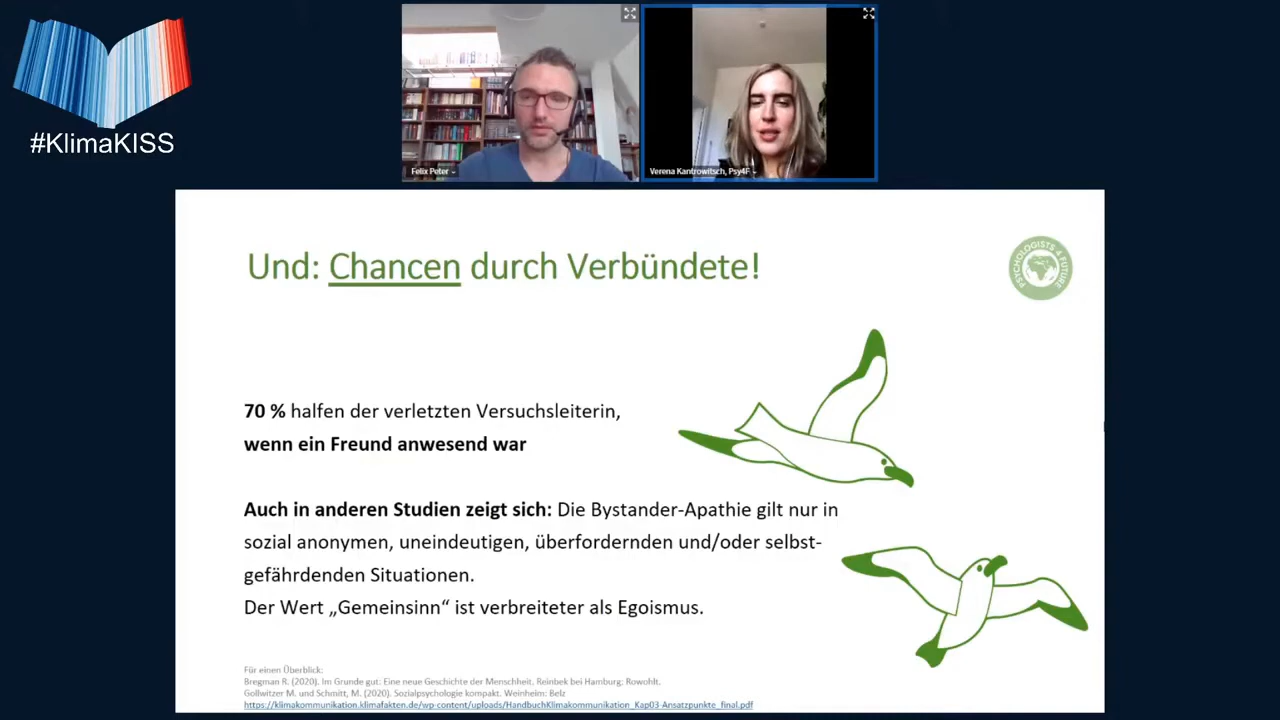 #KlimaKISS
Felix Peter
Verena Kantrowitsch, Psy4F
Und: Chancen durch Verbündete!
PSYCHOLOGISTS 4 FUTURE
70 % halfen der verletzten Versuchsleiterin,
wenn ein Freund anwesend war
Auch in anderen Studien zeigt sich: Die Bystander-Apathie gilt nur in
sozial anonymen, uneindeutigen, überfordernden und/oder selbst-
gefährdenden Situationen.
Der Wert „Gemeinsinn“ ist verbreiteter als Egoismus.
Für einen Überblick:
Bregman R. (2020). Im Grunde gut: Eine neue Geschichte der Menschheit. Reinbek bei Hamburg: Rowohlt.
Gollwitzer M. und Schmitt, M. (2020). Sozialpsychologie kompakt. Weinheim: Belz
https://klimakommunikation.klimafakten.de/wp-content/uploads/HandbuchKlimakommunikation_Kap03-Ansatzpunkte_final.pdf